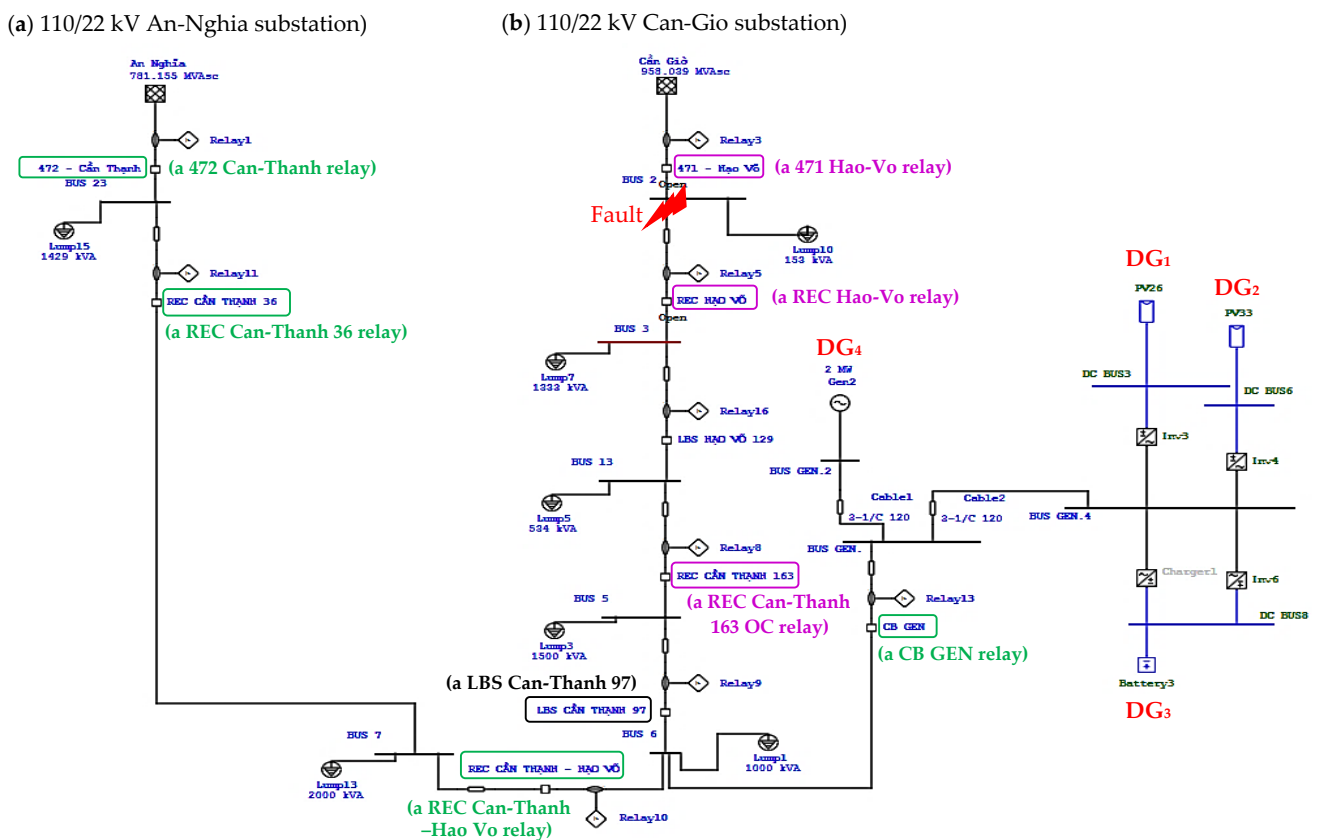 (a) 110/22 kV An-Nghia substation)
(b) 110/22 kV Can-Gio substation)
An Nghĩa
781.155 MVAsc
Relay1
472 - Cần Thạnh
(a 472 Can-Thanh relay)
BUS 23
Lump15
1429 kVA
Relay11
REC CẦN THẠNH 36
(a REC Can-Thanh 36 relay)
Cần Giờ
958.039 MVAsc
Relay3
471 - Hạo Võ
(a 471 Hao-Vo relay)
BUS 2
Open
Fault
Lump10
153 kVA
Relay5
REC HẠO VÕ
(a REC Hao-Vo relay)
Open
BUS 3
Lump7
1333 kVA
Relay16
LBS HẠO VÕ 129
BUS 13
Lump5
534 kVA
Relay8
REC CẦN THẠNH 163
(a REC Can-Thanh
163 OC relay)
BUS 5
Lump3
1500 kVA
(a LBS Can-Thanh 97)
Relay9
LBS CẦN THẠNH 97
BUS 6
Lump1
1000 kVA
BUS 7
Lump13
2000 kVA
REC CẦN THẠNH - HẠO VÕ
(a REC Can-Thanh
–Hao Vo relay)
Relay10
DG4
2 MW
Gen2
BUS GEN.2
Cable1
2-1/C 120
Cable2
2-1/C 120
BUS GEN.
BUS GEN.4
Relay13
CB GEN
(a CB GEN relay)
DG1
PV26
DG2
PV33
DC BUS3
DC BUS6
Inv3
Inv4
Charger1
Inv6
DC BUS8
Battery3
DG3